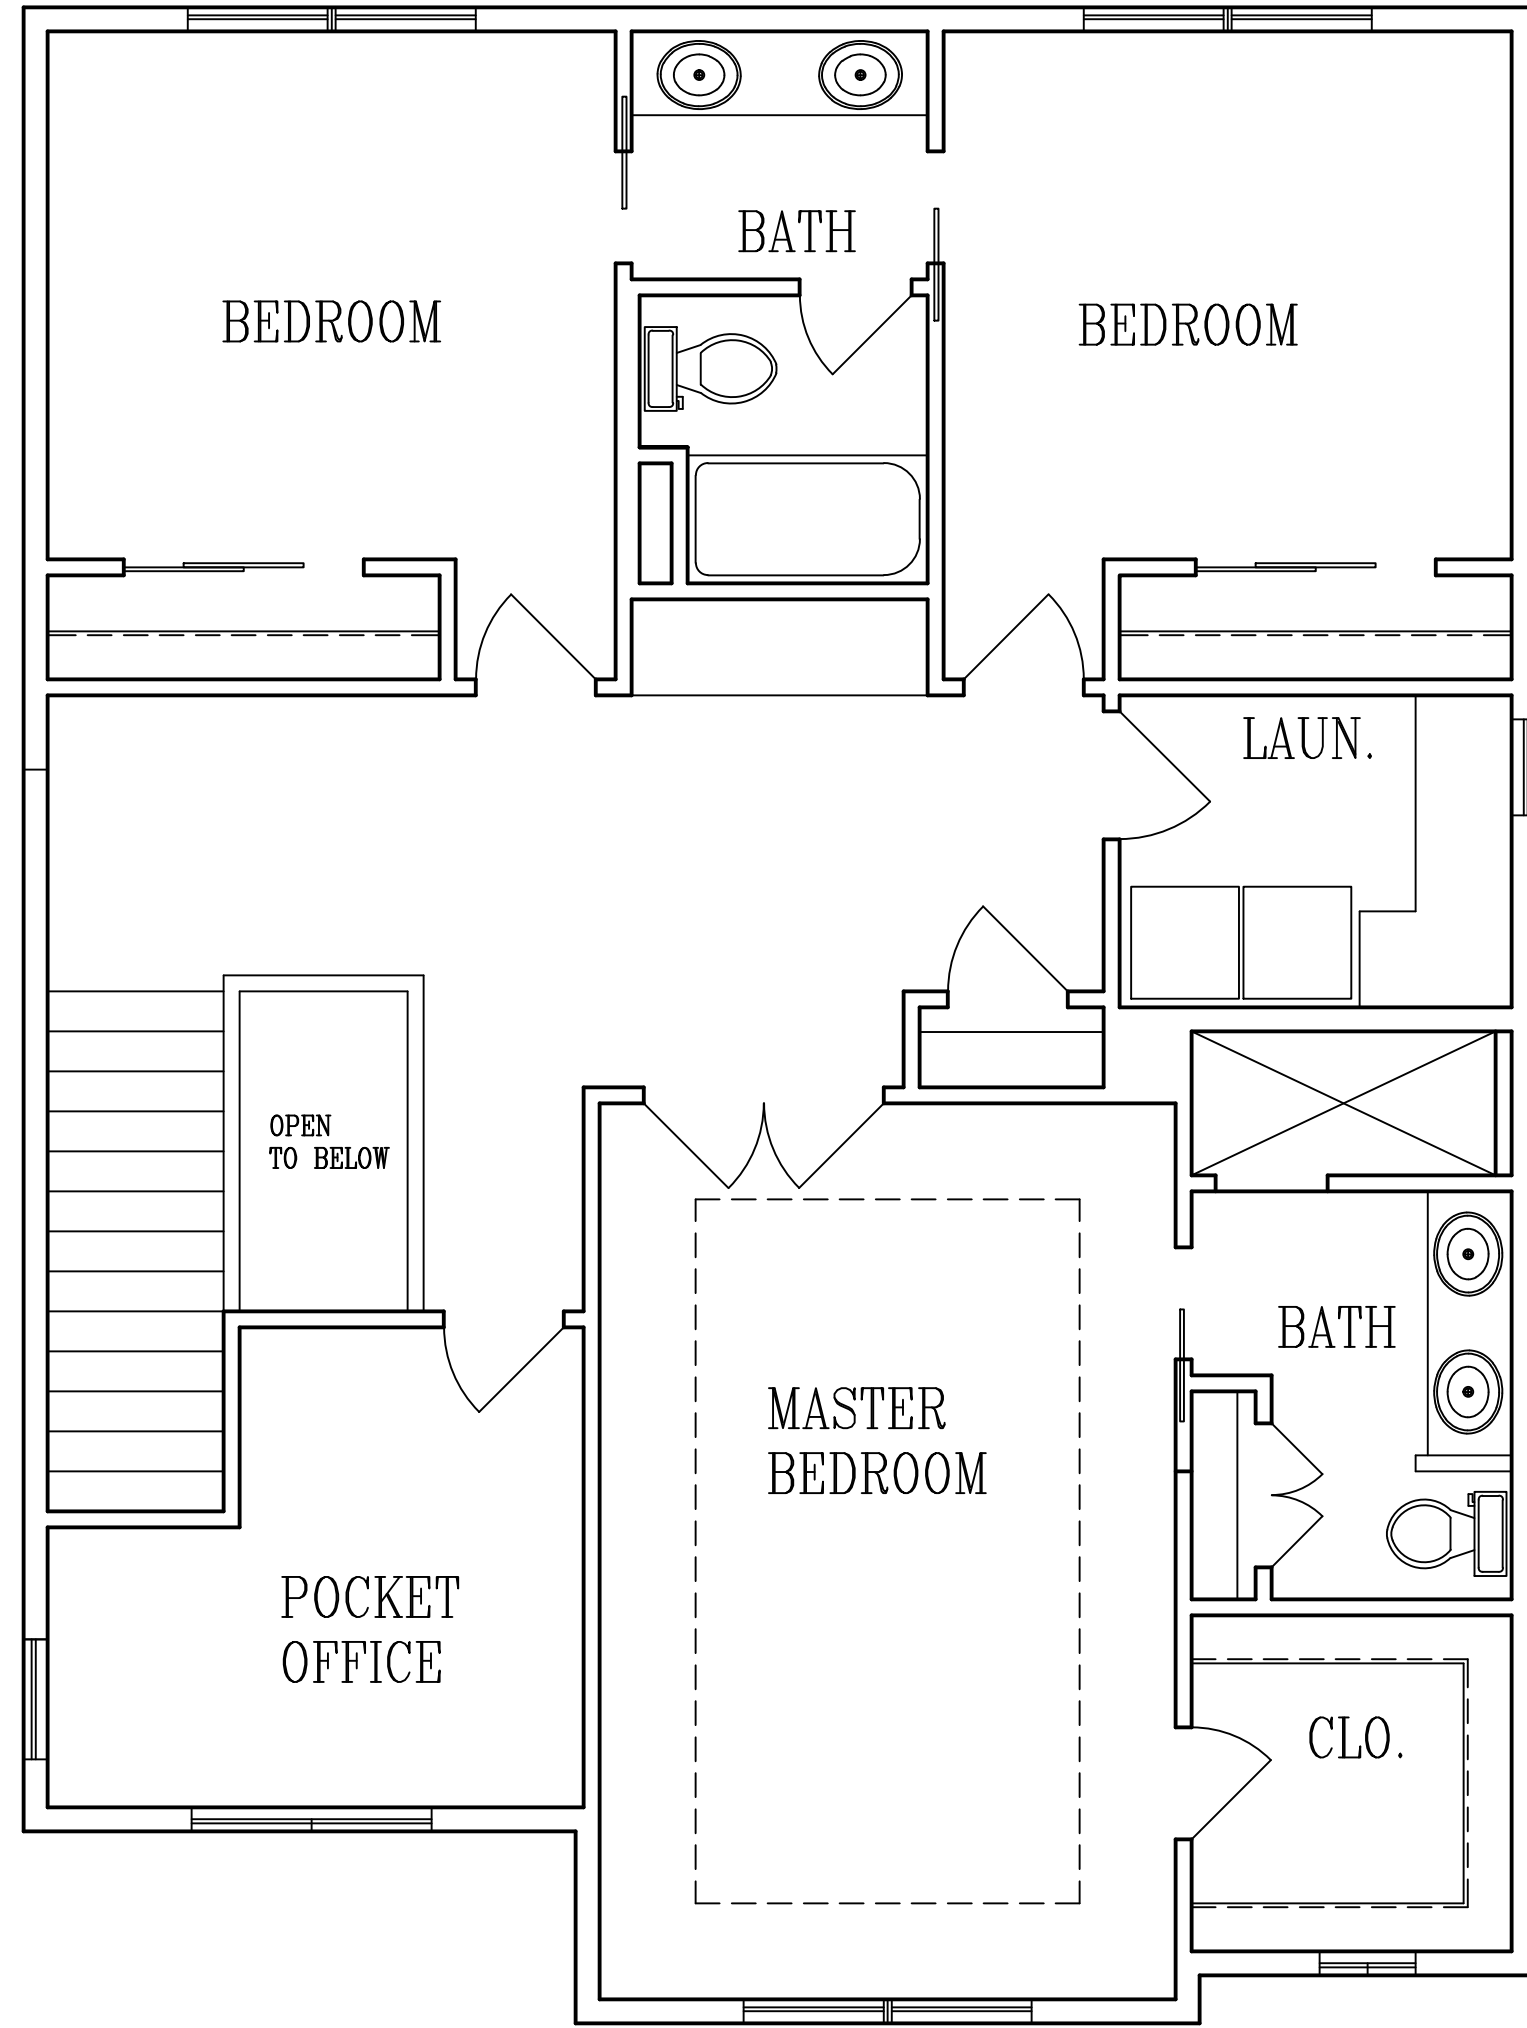 BATH
BEDROOM
BEDROOM
LAUN.
OPEN
TO BELOW
BATH
MASTER
BEDROOM
POCKET
OFFICE
CLO.